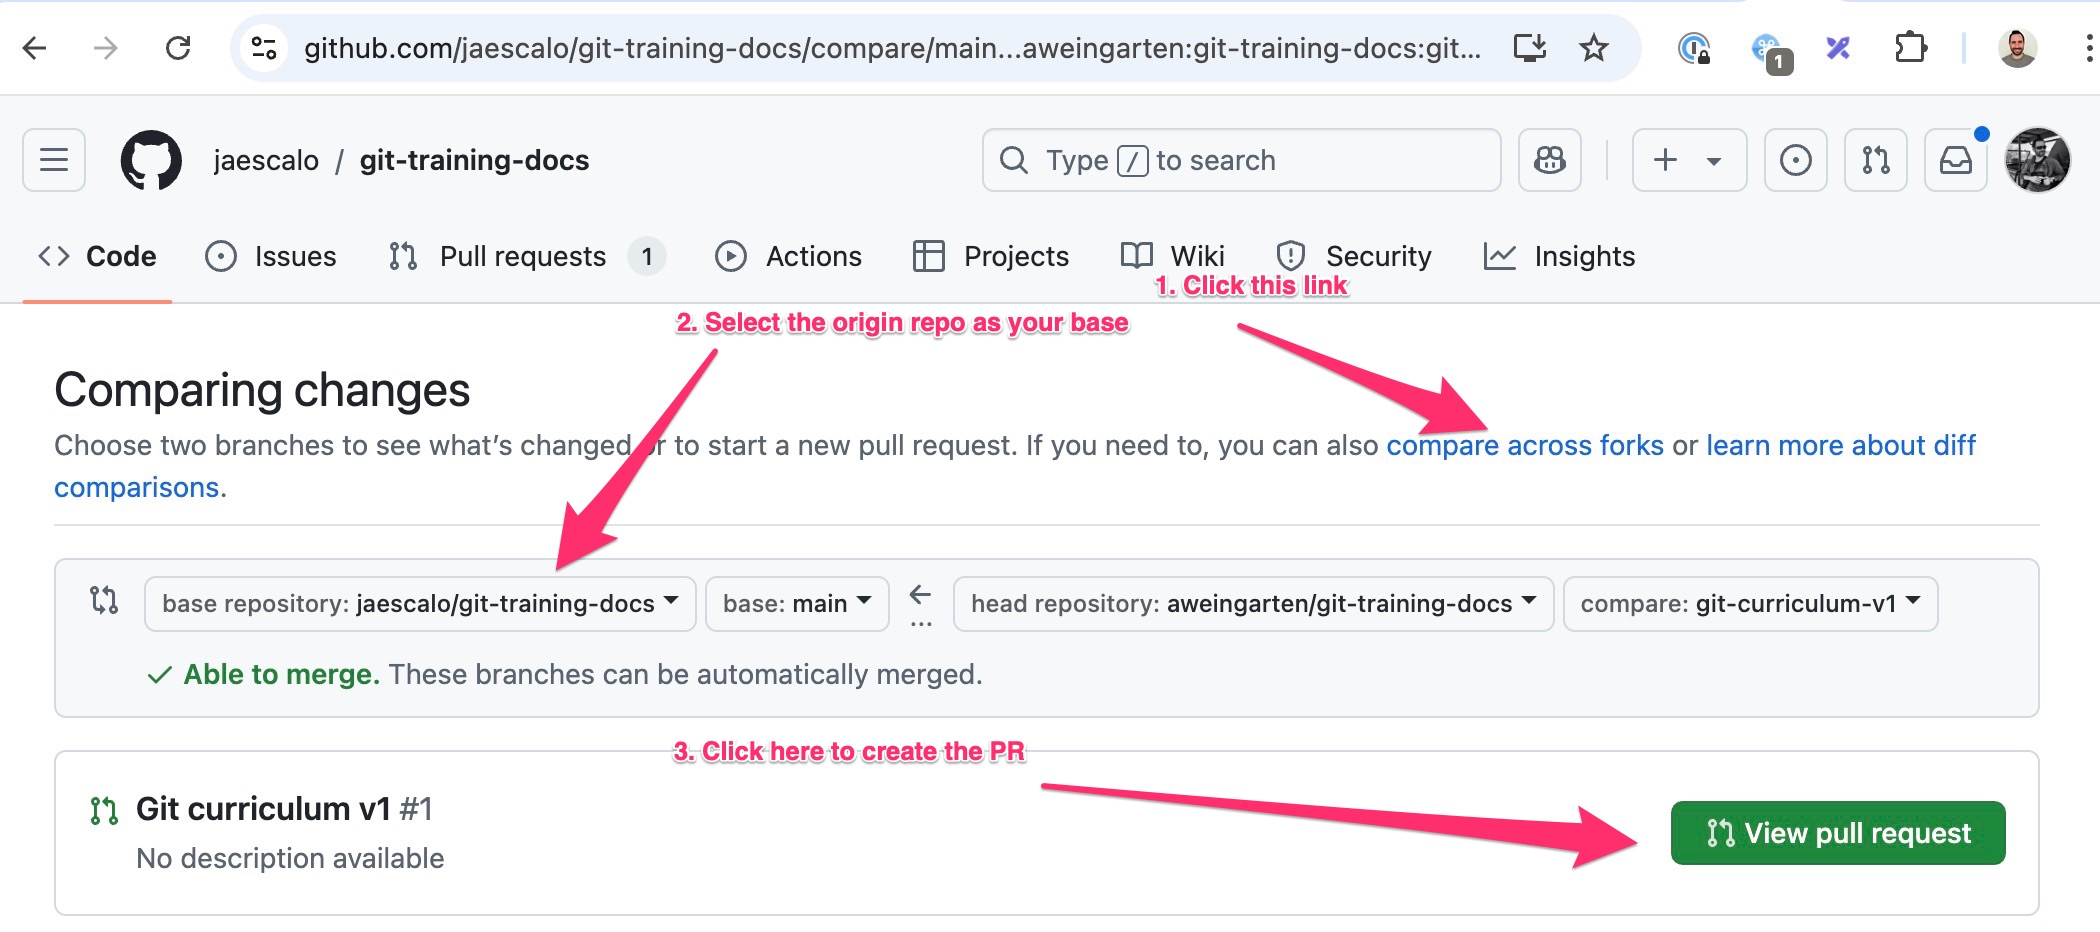 github.com/jaescalo/git-training-docs/compare/main...aweingarten:git-training-docs:git...
1
jaescalo / git-training-docs
Type / to search
Code
Issues
Pull requests 1
Actions
Projects
Wiki
Security
Insights
1. Click this link
2. Select the origin repo as your base
Comparing changes
Choose two branches to see what's changed or to start a new pull request. If you need to, you can also compare across forks or learn more about diff
comparisons.
base repository: jaescalo/git-training-docs
base: main
...
head repository: aweingarten/git-training-docs
compare: git-curriculum-v1
Able to merge. These branches can be automatically merged.
3. Click here to create the PR
Git curriculum v1 #1
No description available
View pull request